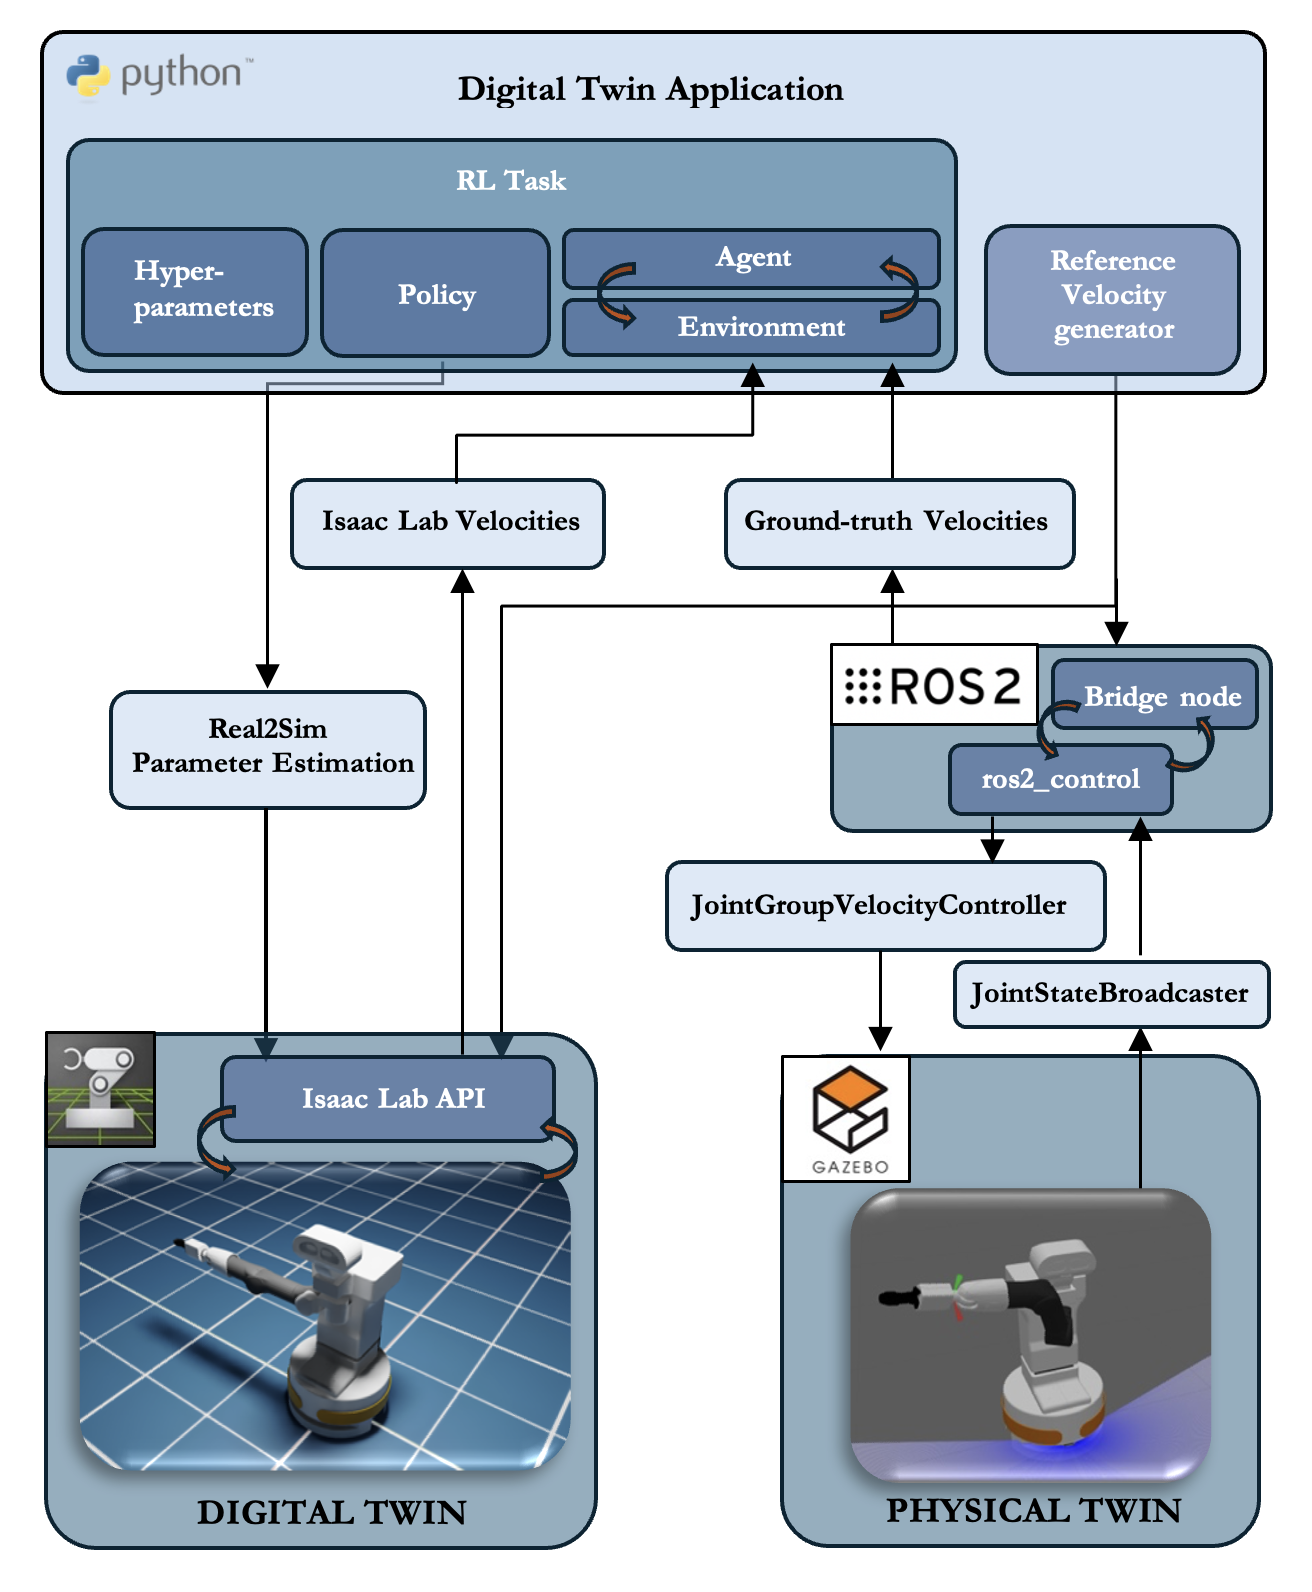 python™
Digital Twin Application
RL Task
Hyper-
parameters
Policy
Agent
Environment
Reference
Velocity
generator
Isaac Lab Velocities
Ground-truth Velocities
Real2Sim
Parameter Estimation
ROS 2
Bridge node
ros2_control
JointGroupVelocityController
JointStateBroadcaster
Isaac Lab API
GAZEBO
DIGITAL TWIN
PHYSICAL TWIN